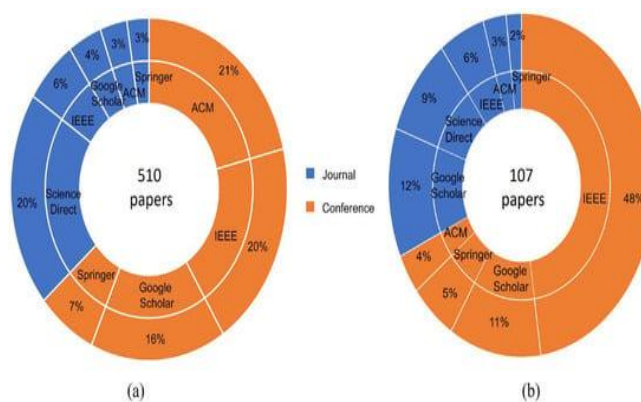 3%
3%
4%
6%
20%
7%
16%
20%
21%
Springer
ACM
Google
Scholar
IEEE
Science
Direct
Springer
Google
Scholar
IEEE
ACM
510
papers
Journal
Conference
2%
3%
6%
9%
12%
4%
5%
11%
48%
Springer
ACM
IEEE
Science
Direct
Google
Scholar
ACM
Springer
Google
Scholar
IEEE
107
papers
(a)
(b)